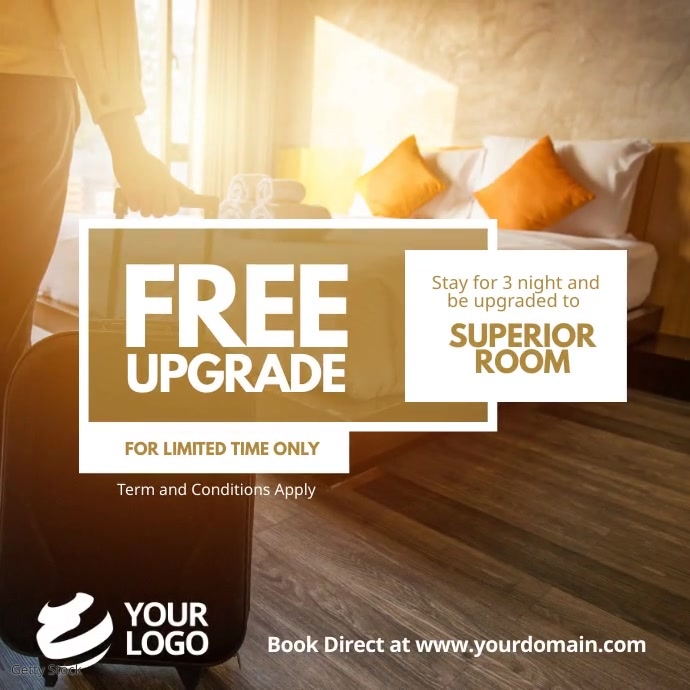 FREE
UPGRADE
Stay for 3 night and
be upgraded to
SUPERIOR
ROOM
FOR LIMITED TIME ONLY
Term and Conditions Apply
YOUR
LOGO
Book Direct at www.yourdomain.com
Getty Stock